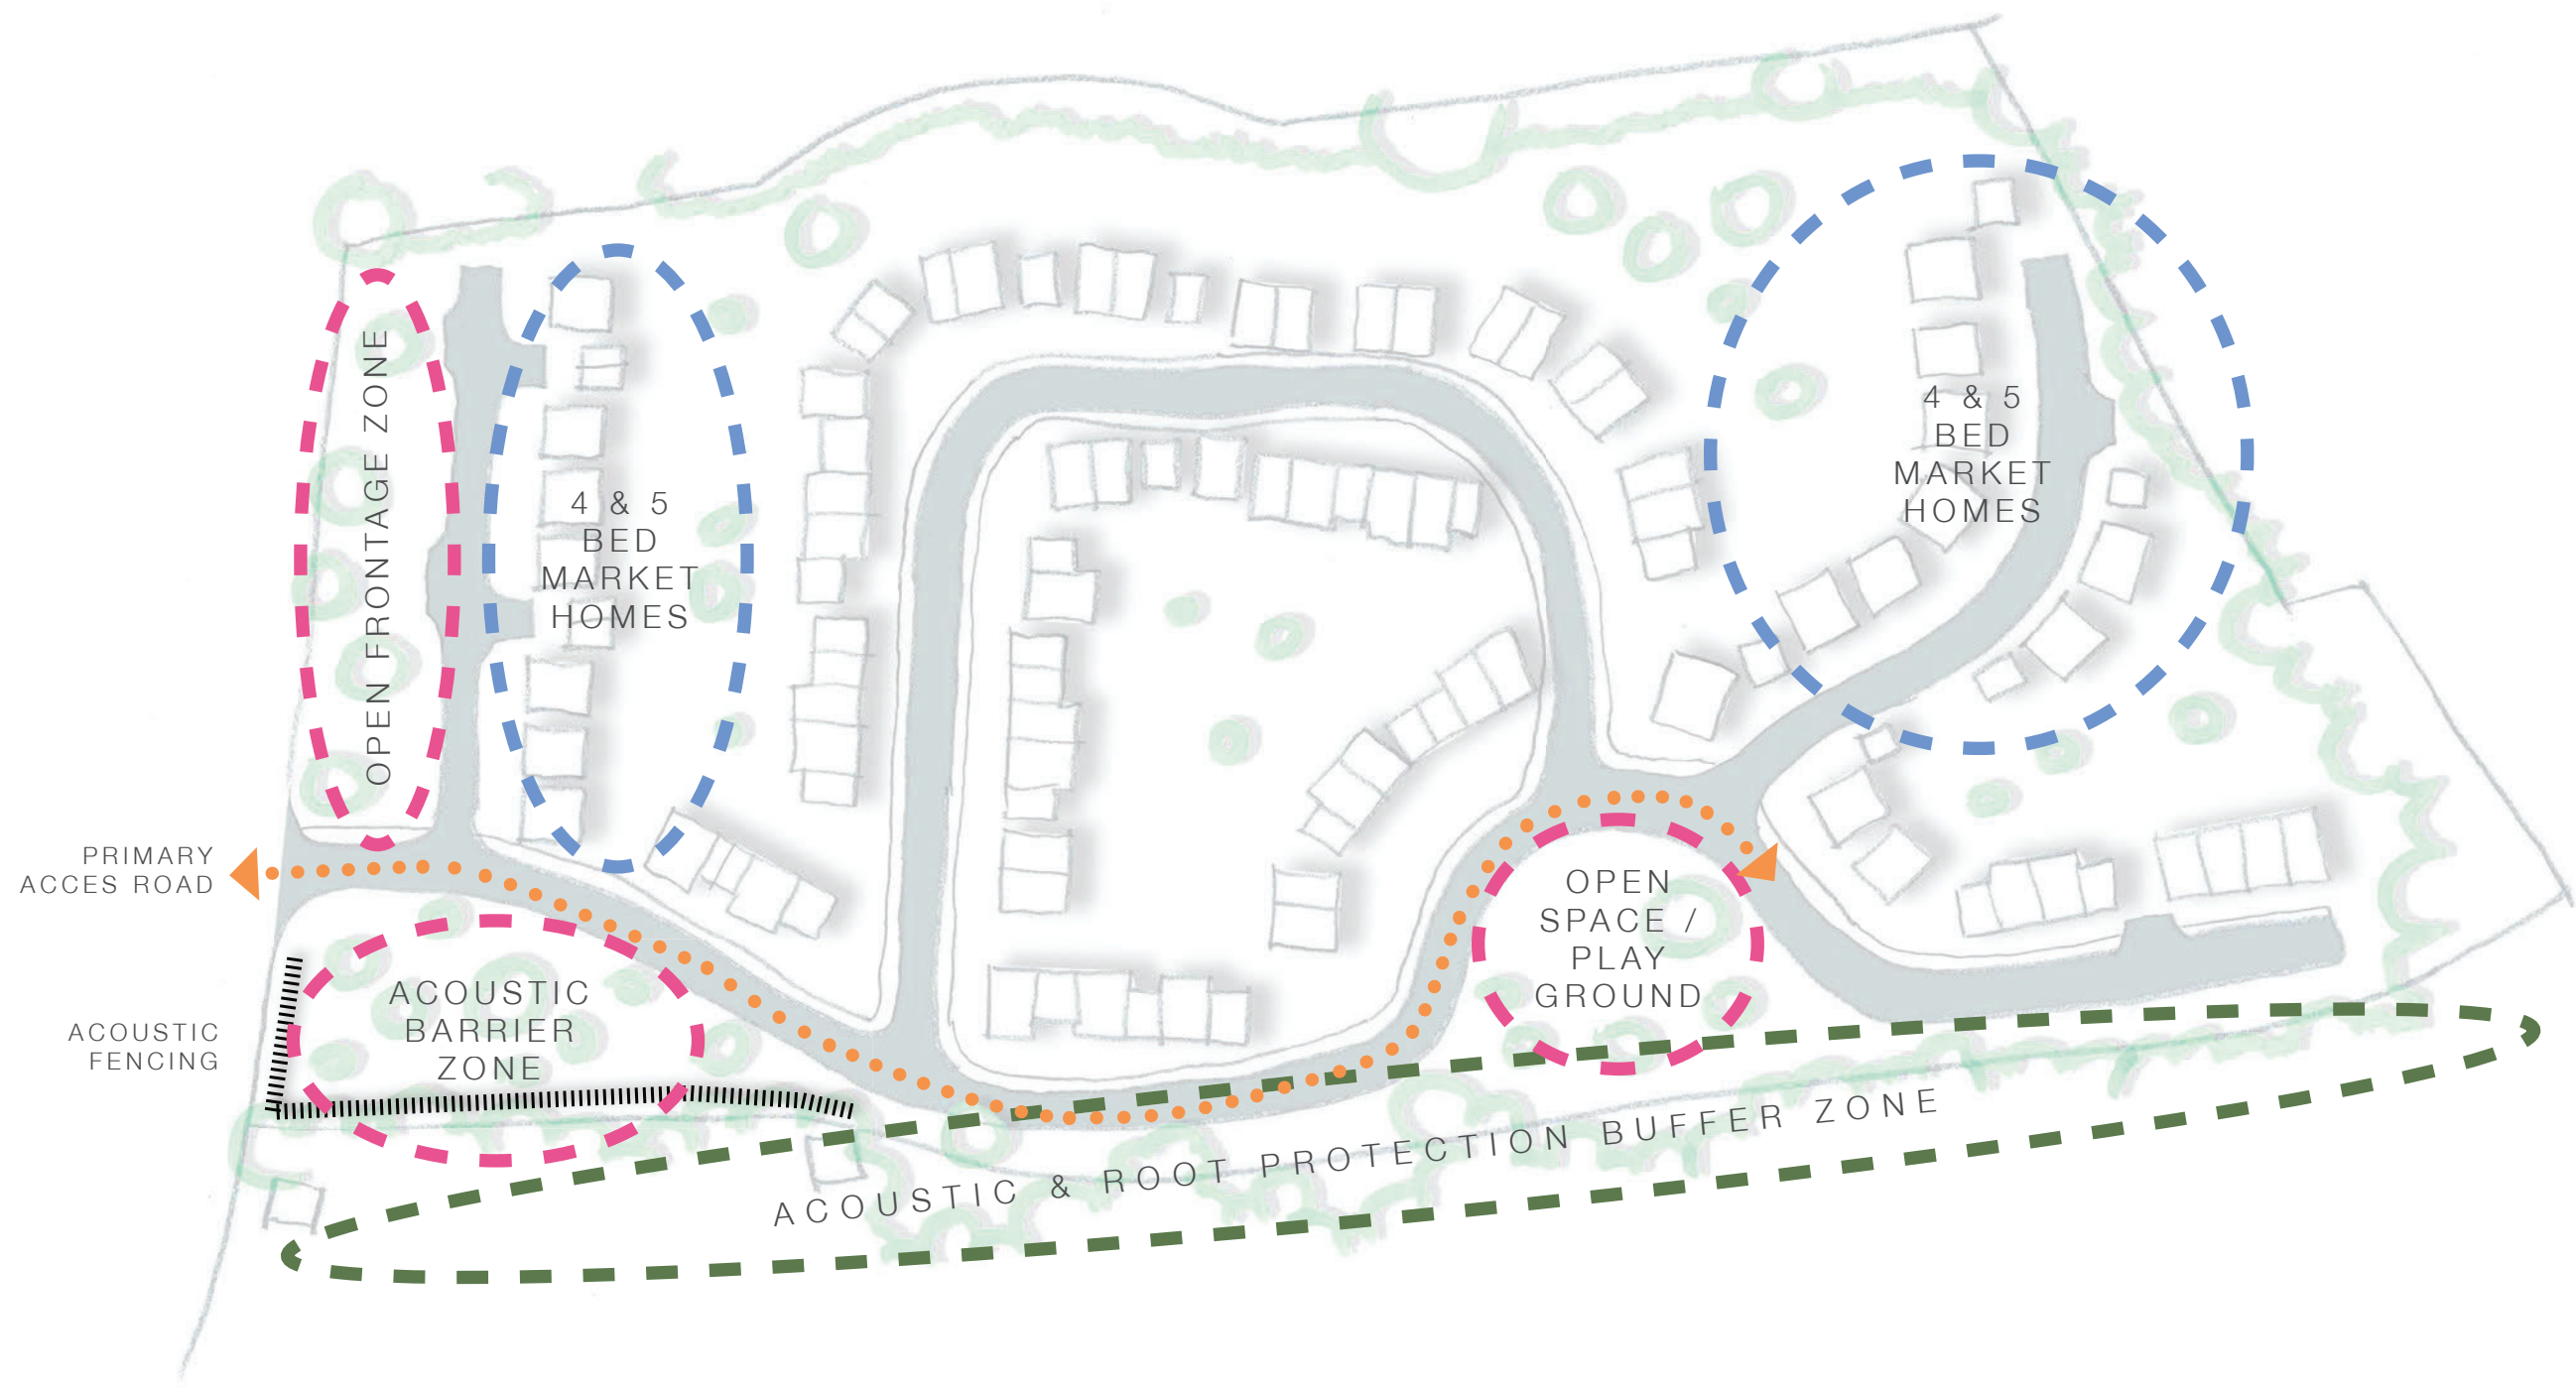 OPEN FRONTAGE ZONE
4 & 5
BED
MARKET
HOMES
4 & 5
BED
MARKET
HOMES
PRIMARY
ACCES ROAD
ACOUSTIC
FENCING
ACOUSTIC
BARRIER
ZONE
OPEN
SPACE /
PLAY
GROUND
ACOUSTIC & ROOT PROTECTION BUFFER ZONE